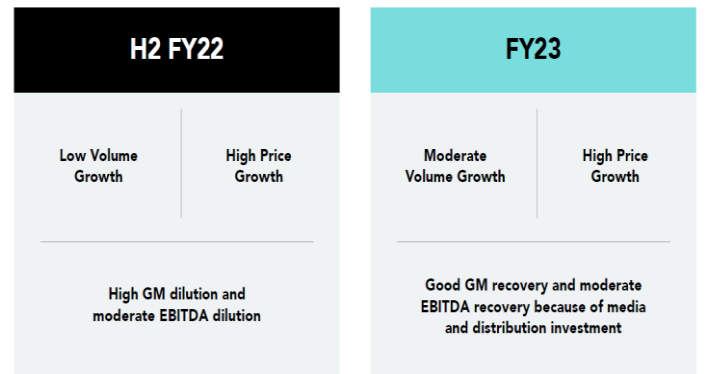 H2 FY22
Low Volume
Growth
High Price
Growth
High GM dilution and
moderate EBITDA dilution
FY23
Moderate
Volume Growth
High Price
Growth
Good GM recovery and moderate
EBITDA recovery because of media
and distribution investment